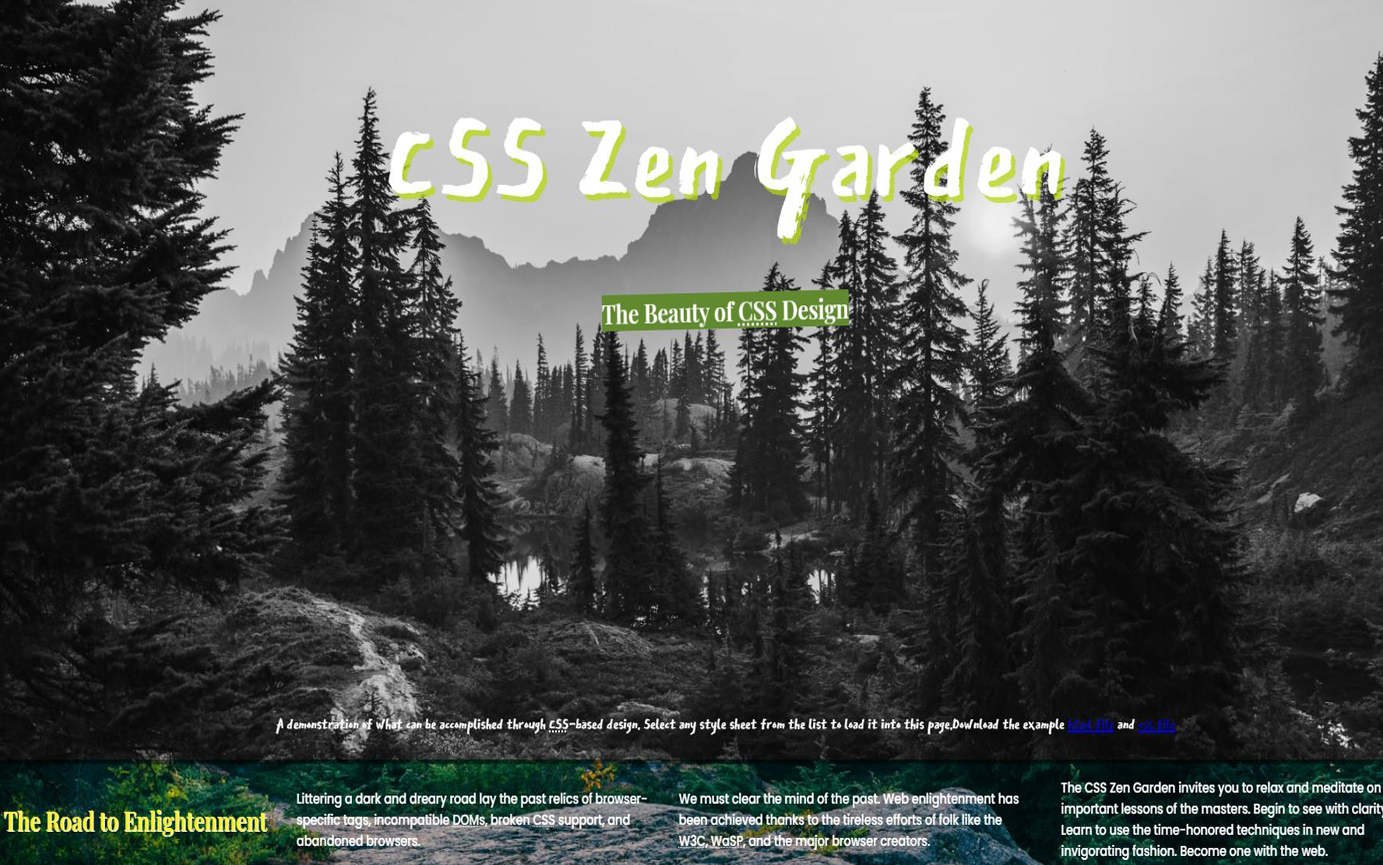 CSS Zen Garden
The Beauty of CSS Design
A demonstration of what can be accomplished through CSS-based design. Select any style sheet from the list to load it into this page.Download the example html file and css file
The Road to Enlightenment
Littering a dark and dreary road lay the past relics of browser-
specific tags, incompatible DOMs, broken CSS support, and
abandoned browsers.
We must clear the mind of the past. Web enlightenment has
been achieved thanks to the tireless efforts of folk like the
W3C, WaSP, and the major browser creators.
The CSS Zen Garden invites you to relax and meditate on
important lessons of the masters. Begin to see with clarity
Learn to use the time-honored techniques in new and
invigorating fashion. Become one with the web.